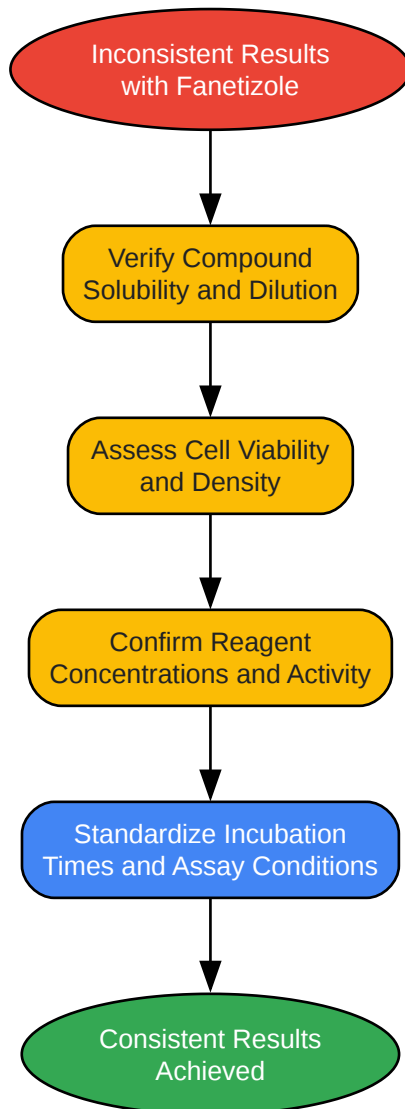 Inconsistent Results
with Fanetizole
Verify Compound
Solubility and Dilution
Assess Cell Viability
and Density
Confirm Reagent
Concentrations and Activity
Standardize Incubation
Times and Assay Conditions
Consistent Results
Achieved